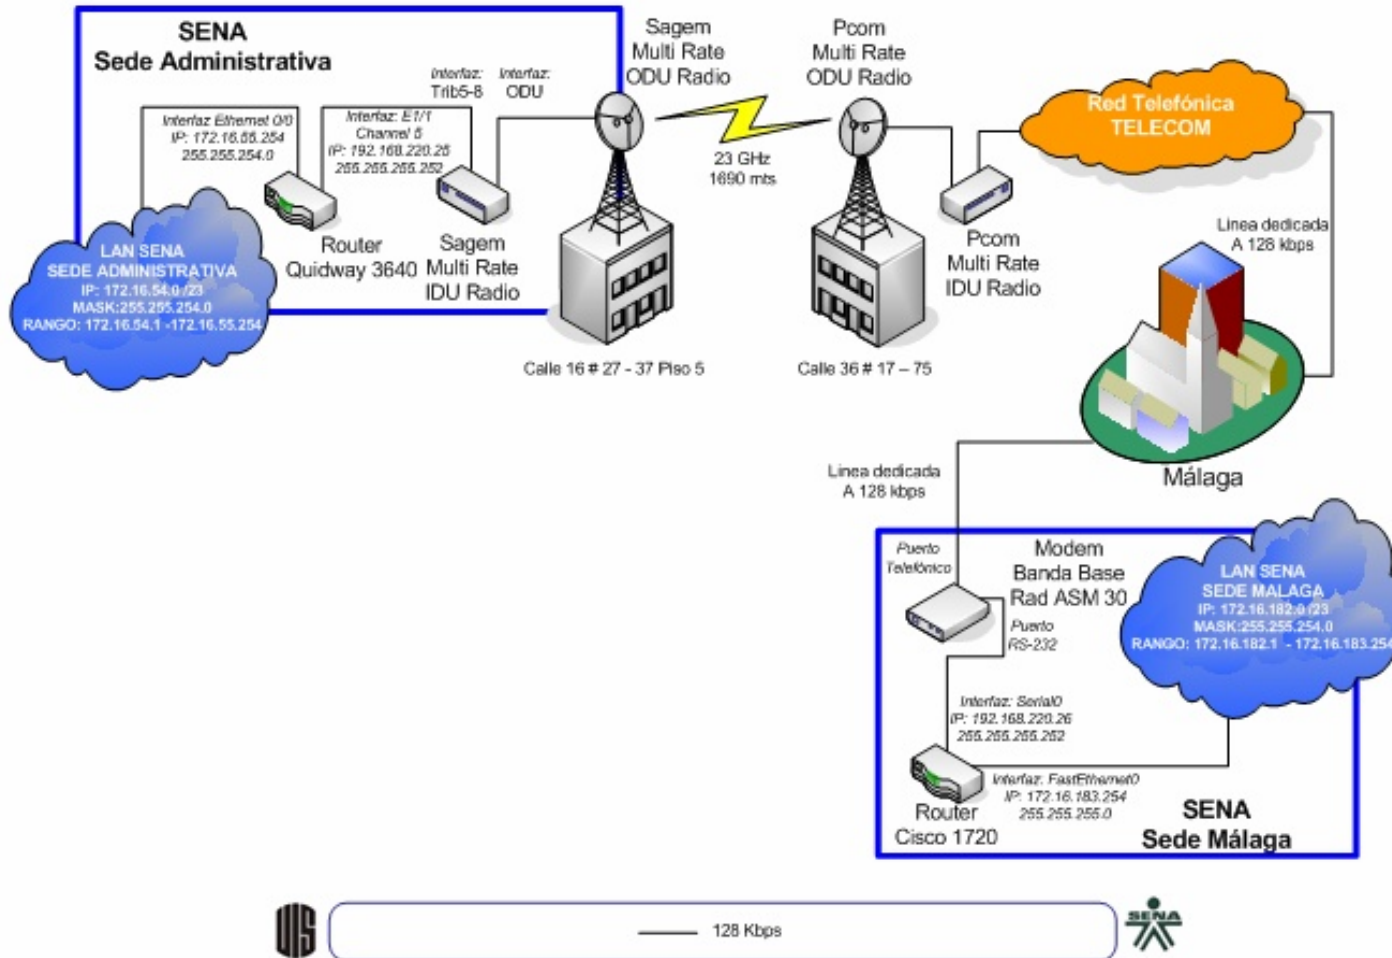 SENA
Sede Administrativa
Interfaz Ethernet 0/0
IP: 172.16.55.254
255.255.254.0
Interfaz: E1/1
Channel 5
IP: 192.168.220.25
255.255.255.252
Interfaz:
Trib5-8
Interfaz:
ODU
Sagem
Multi Rate
ODU Radio
Pcom
Multi Rate
ODU Radio
23 GHz
1690 mts
Red Telefónica
TELECOM
Linea dedicada
A 128 kbps
LAN SENA
SEDE ADMINISTRATIVA
IP: 172.16.54.0 /23
MASK:255.255.254.0
RANGO: 172.16.54.1 -172.16.55.254
Router
Quidway 3640
Sagem
Multi Rate
IDU Radio
Pcom
Multi Rate
IDU Radio
Calle 16 # 27 - 37 Piso 5
Calle 36 # 17 – 75
Málaga
Linea dedicada
A 128 kbps
Puerto
Telefónico
Modem
Banda Base
Rad ASM 30
Puerto
RS-232
LAN SENA
SEDE MALAGA
IP: 172.16.182.0 /23
MASK:255.255.254.0
RANGO: 172.16.182.1 - 172.16.183.254
Interfaz: Serial0
IP: 192.168.220.26
255.255.255.252
Interfaz: FastEthernet0
IP: 172.16.183.254
255.255.255.0
Router
Cisco 1720
SENA
Sede Málaga
UIS
128 Kbps
SENA